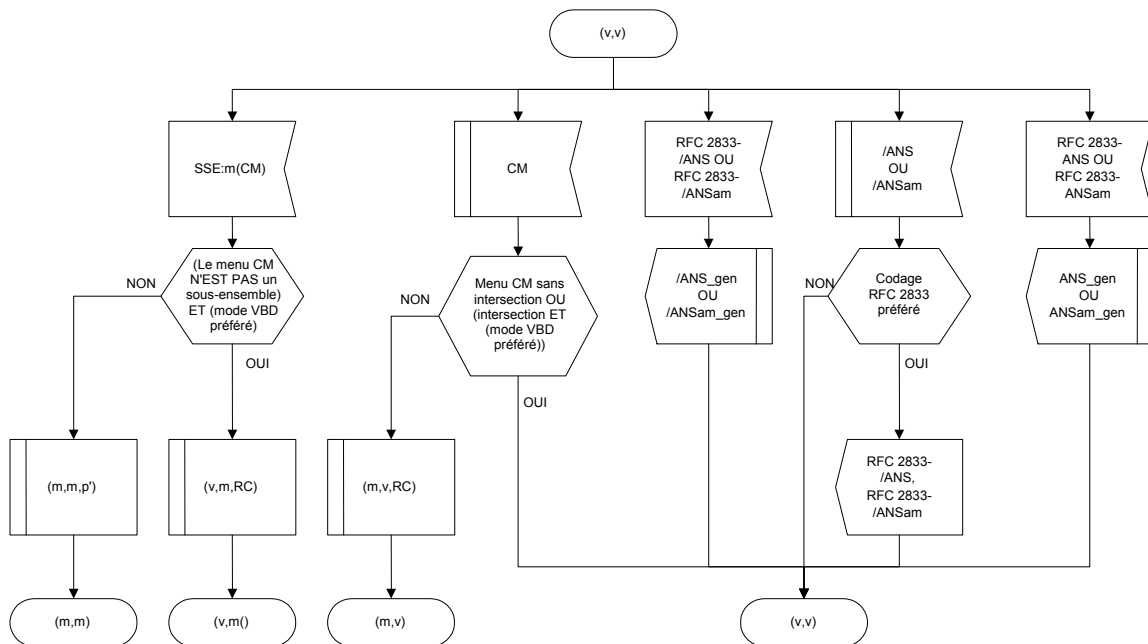 (v,v)
SSE:m(CM)
CM
RFC 2833-
/ANS OU
RFC 2833-
/ANSam
/ANS
OU
/ANSam
RFC 2833-
ANS OU
RFC 2833-
ANSam
NON
(Le menu CM
N'EST PAS un
sous-ensemble)
ET (mode VBD
préféré)
OUI
NON
Menu CM sans
intersection OU
(intersection ET
(mode VBD
préféré))
OUI
/ANS_gen
OU
/ANSam_gen
NON
Codage
RFC 2833
préféré
OUI
ANS_gen
OU
ANSam_gen
(m,m,p')
(v,m,RC)
(m,v,RC)
RFC 2833-
/ANS,
RFC 2833-
/ANSam
(m,m)
(v,m()
(m,v)
(v,v)